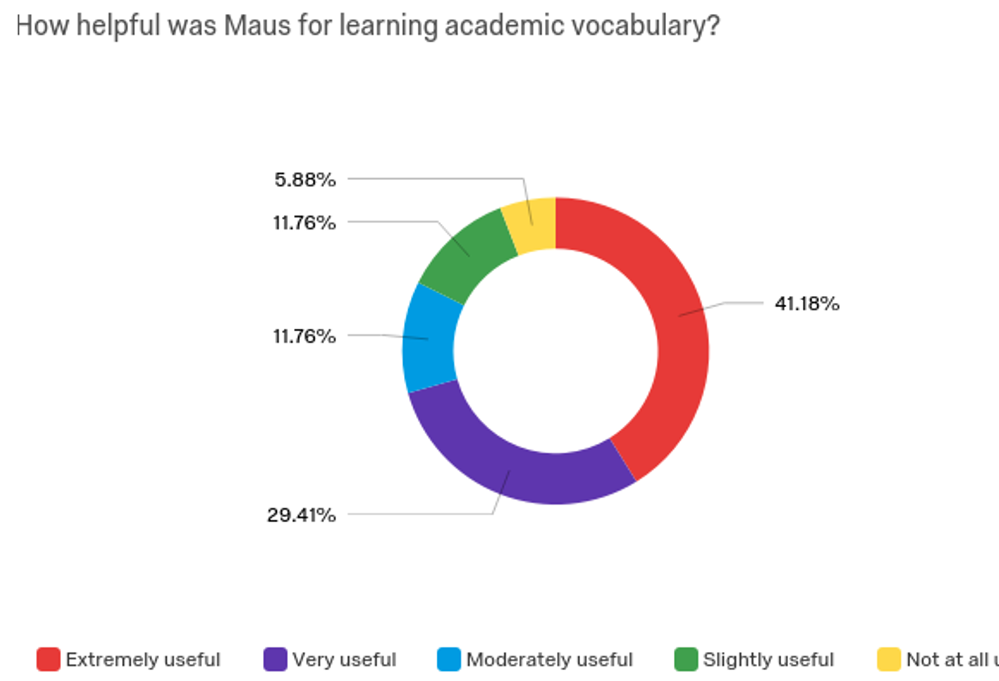 How helpful was Maus for learning academic vocabulary?
5.88%
11.76%
41.18%
11.76%
29.41%
Extremely useful Very useful Moderately useful Slightly useful Not at all